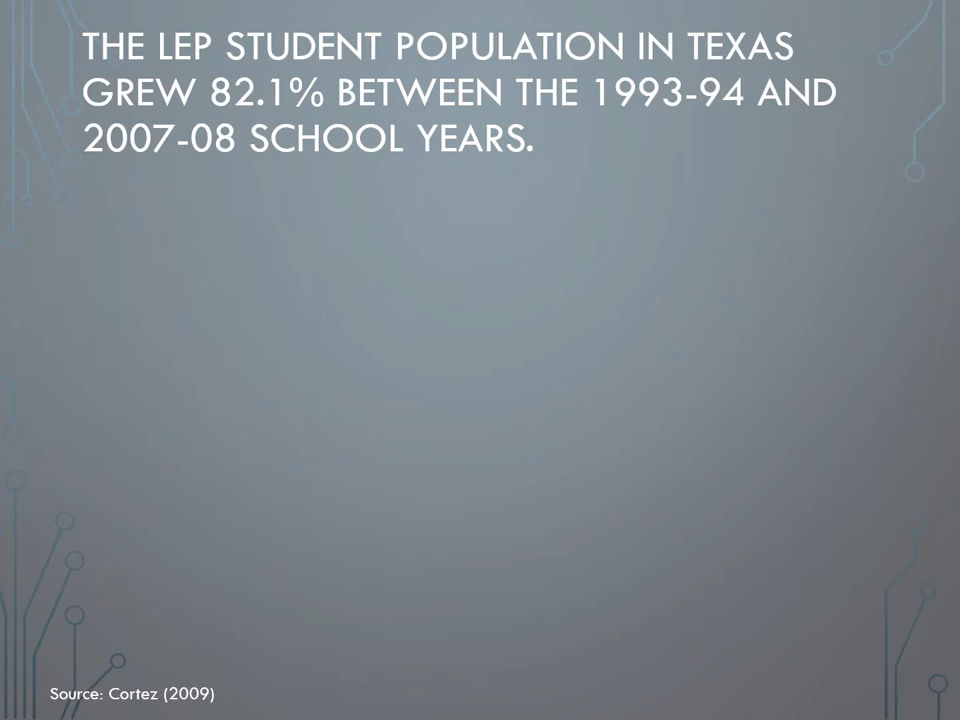 THE LEP STUDENT POPULATION IN TEXAS
GREW 82.1% BETWEEN THE 1993-94 AND
2007-08 SCHOOL YEARS.
Source: Cortez (2009)